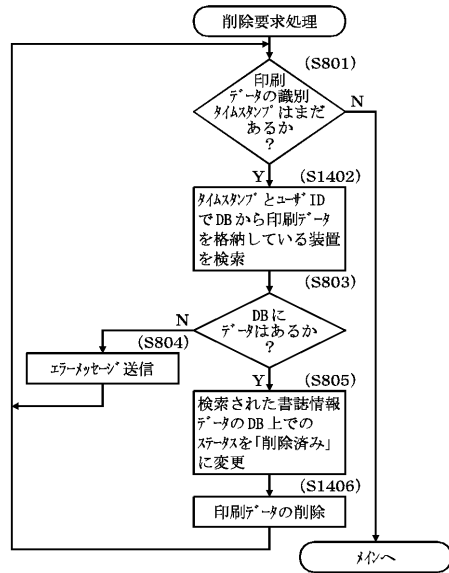 削除要求処理
(S801)
印刷
データの識別
タイムスタンプはまだ
あるか
?
N
Y
(S1402)
タイムスタンプとユーザID
でDBから印刷データ
を格納している装置
を検索
(S803)
DBに
データはあるか
?
N
(S804)
エラーメッセージ送信
Y
(S805)
検索された書誌情報
データのDB上での
ステータスを「削除済み」
に変更
(S1406)
印刷データの削除
メインへ